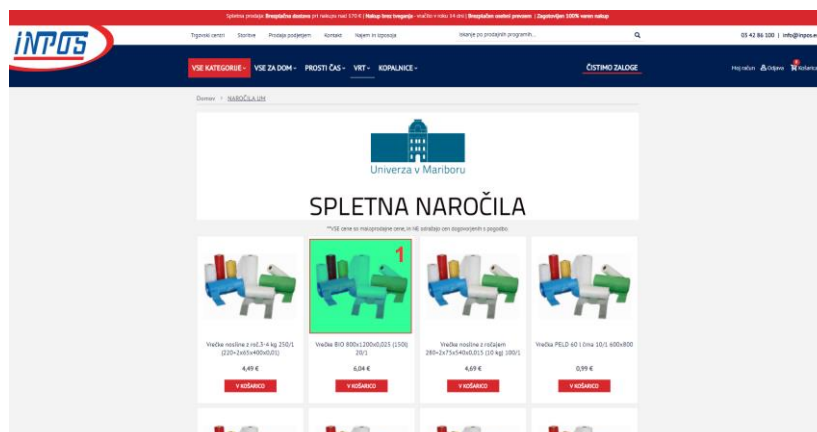 Spletna prodaja: Brezplačna dostava pri nakupu nad 170 € | Nakup brez tveganja - vračilo v roku 14 dni | Brezplačen osebni prevzem | Zagotovljen 100% varen nakup
INPOS
Trgovski centri Storitve Prodaja podjetjem Kontakt Najem in izposoja Iskanje po prodajnih programih... 03 42 86 100 | info@inpos
VSE KATEGORIJE VSE ZA DOM PROSTI ČAS VRT KOPALNICE ČISTIMO ZALOGE Moj račun Odjava Košarica
Domov > NAROČILA UM
Univerza v Mariboru
SPLETNA NAROČILA
**VSE cene so maloprodajne cene, in NE odražajo cen dogovorjenih s pogodbo.
1
Vrečke nosilne z roč.3-4 kg 250/1
(220+2x65x400x0,01)
4,49 €
V KOŠARICO
Vrečke BIO 800x1200x0,025 (150l)
20/1
6,04 €
V KOŠARICO
Vrečke nosilne z ročajem
280+2x75x540x0,015 (10 kg) 100/1
4,69 €
V KOŠARICO
Vrečka PELD 60 l črna 10/1 600x800
0,99 €
V KOŠARICO